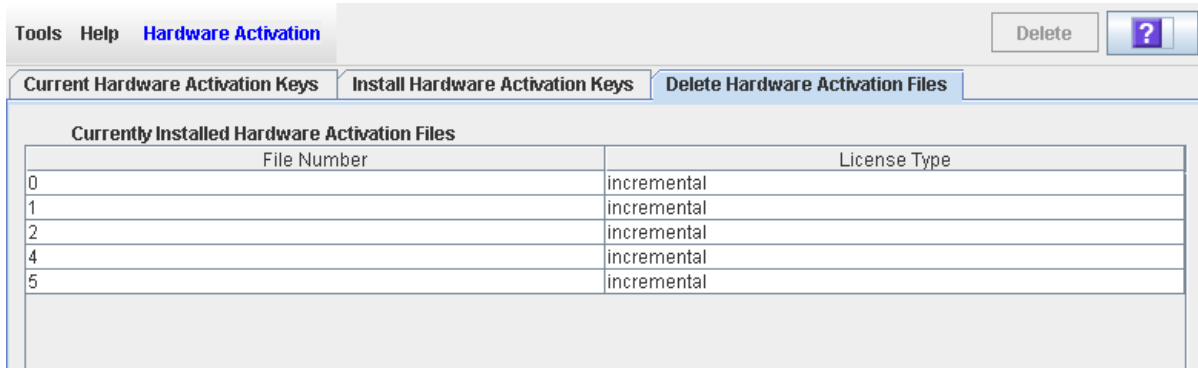 Tools Help Hardware Activation Delete ?
Current Hardware Activation Keys Install Hardware Activation Keys Delete Hardware Activation Files
Currently Installed Hardware Activation Files
File Number License Type
0 incremental
1 incremental
2 incremental
4 incremental
5 incremental